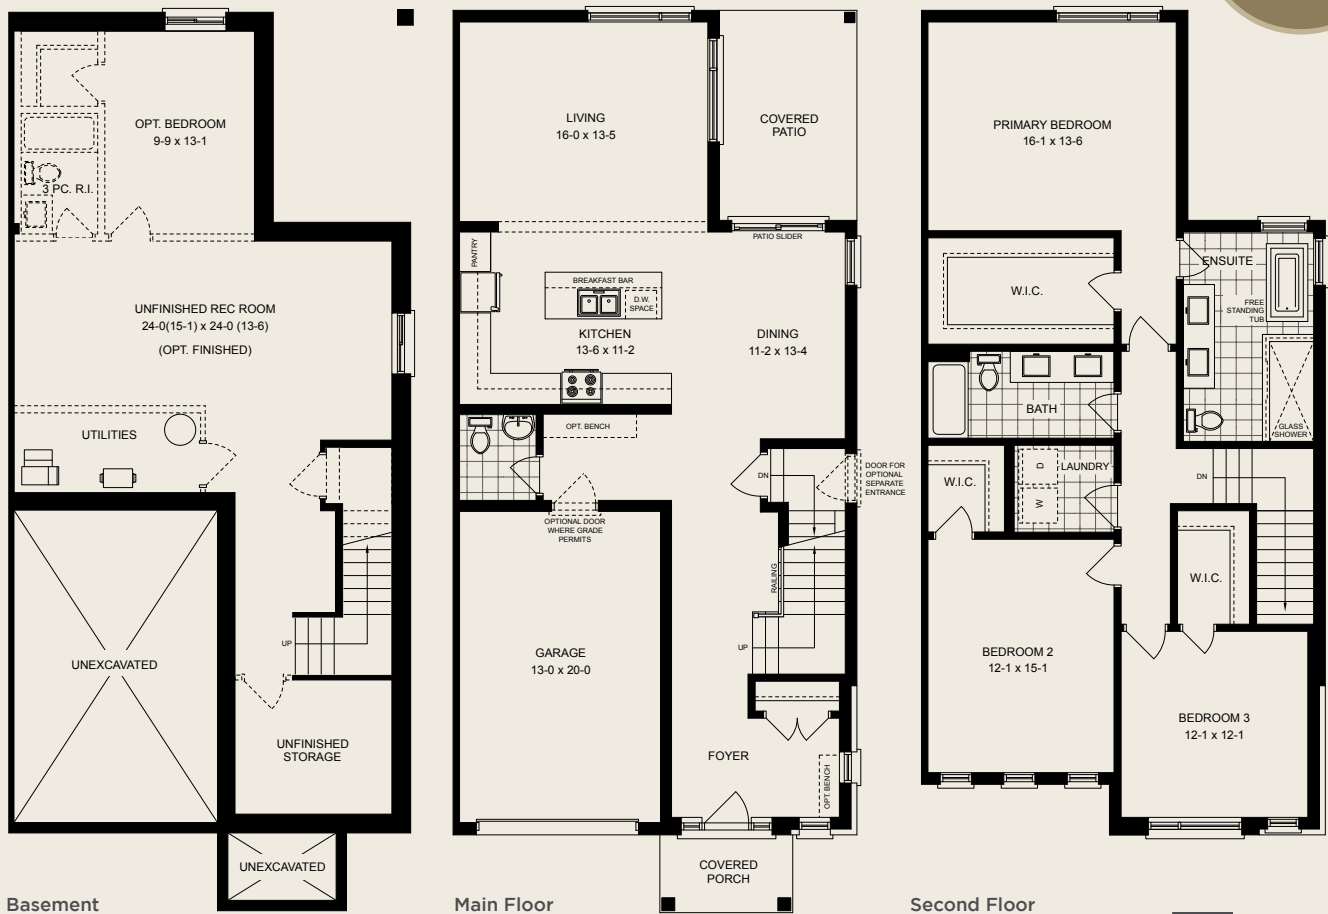 OPT. BEDROOM
9-9 x 13-1
3 PC. R.I.
UNFINISHED REC ROOM
24-0(15-1) x 24-0 (13-6)
(OPT. FINISHED)
UTILITIES
UP
UNEXCAVATED
UNFINISHED
STORAGE
UNEXCAVATED
Basement
LIVING
16-0 x 13-5
COVERED
PATIO
PATIO SLIDER
PANTRY
BREAKFAST BAR
D.W.
SPACE
KITCHEN
13-6 x 11-2
DINING
11-2 x 13-4
OPT. BENCH
DN
DOOR FOR
OPTIONAL
SEPARATE
ENTRANCE
OPTIONAL DOOR
WHERE GRADE
PERMITS
RAILING
UP
GARAGE
13-0 x 20-0
FOYER
OPT. BENCH
COVERED
PORCH
Main Floor
PRIMARY BEDROOM
16-1 x 13-6
W.I.C.
ENSUITE
FREE
STANDING
TUB
GLASS
SHOWER
BATH
W.I.C.
D
W
LAUNDRY
DN
W.I.C.
BEDROOM 2
12-1 x 15-1
BEDROOM 3
12-1 x 12-1
Second Floor